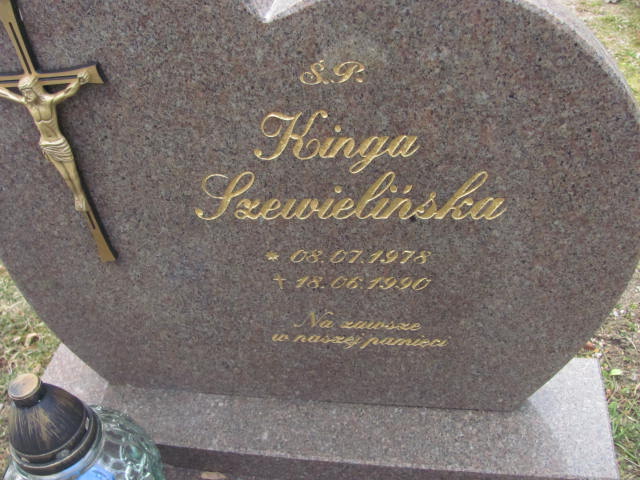 Ś.P.
Kinga
Szewielińska
* 08.07.1978
✝ 18.06.1990
Na zawsze
w naszej pamięci